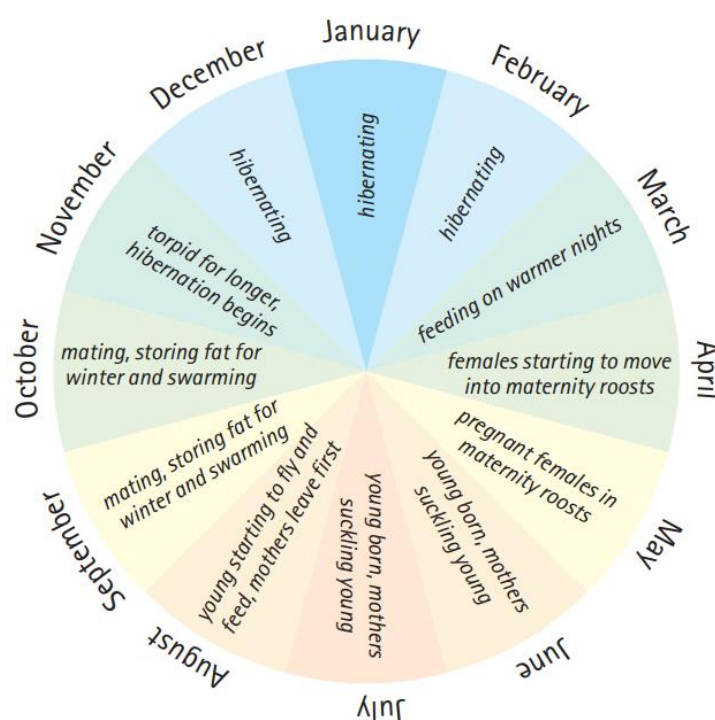 January
hibernating
February
hibernating
March
feeding on warmer nights
April
females starting to move
into maternity roosts
May
pregnant females in
maternity roosts
June
young born, mothers
suckling young
July
young born, mothers
suckling young
August
young starting to fly and
feed, mothers leave first
September
mating, storing fat for
winter and swarming
October
mating, storing fat for
winter and swarming
November
torpid for longer,
hibernation begins
December
hibernating